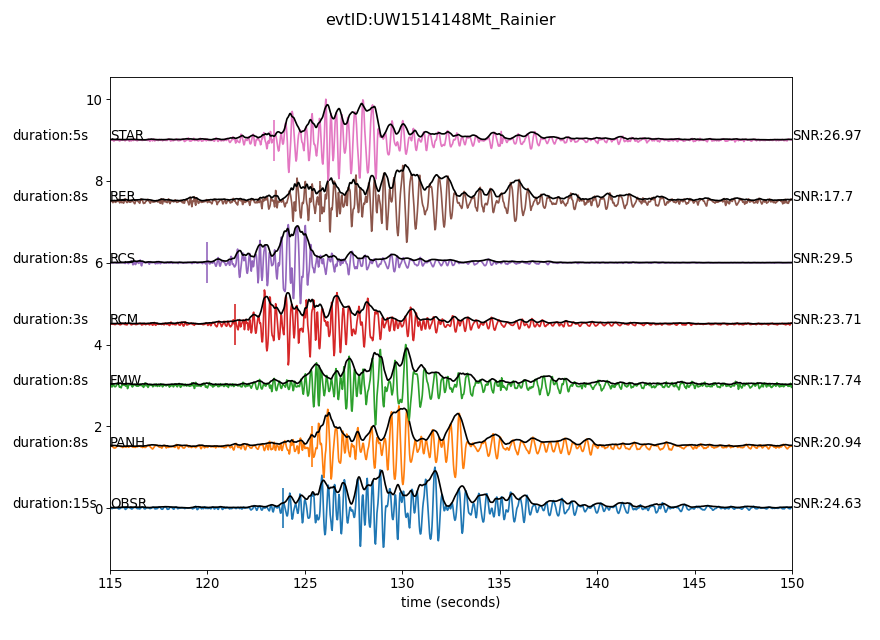 evtID:UW1514148Mt_Rainier
10
duration:5s STAR SNR:26.97
8
duration:8s RER SNR:17.7
duration:8s RCS SNR:29.5
6
duration:3s RCM SNR:23.71
4
duration:8s FMW SNR:17.74
2
duration:8s PANH SNR:20.94
duration:15s OBSR SNR:24.63
0
115 120 125 130 135 140 145 150
time (seconds)